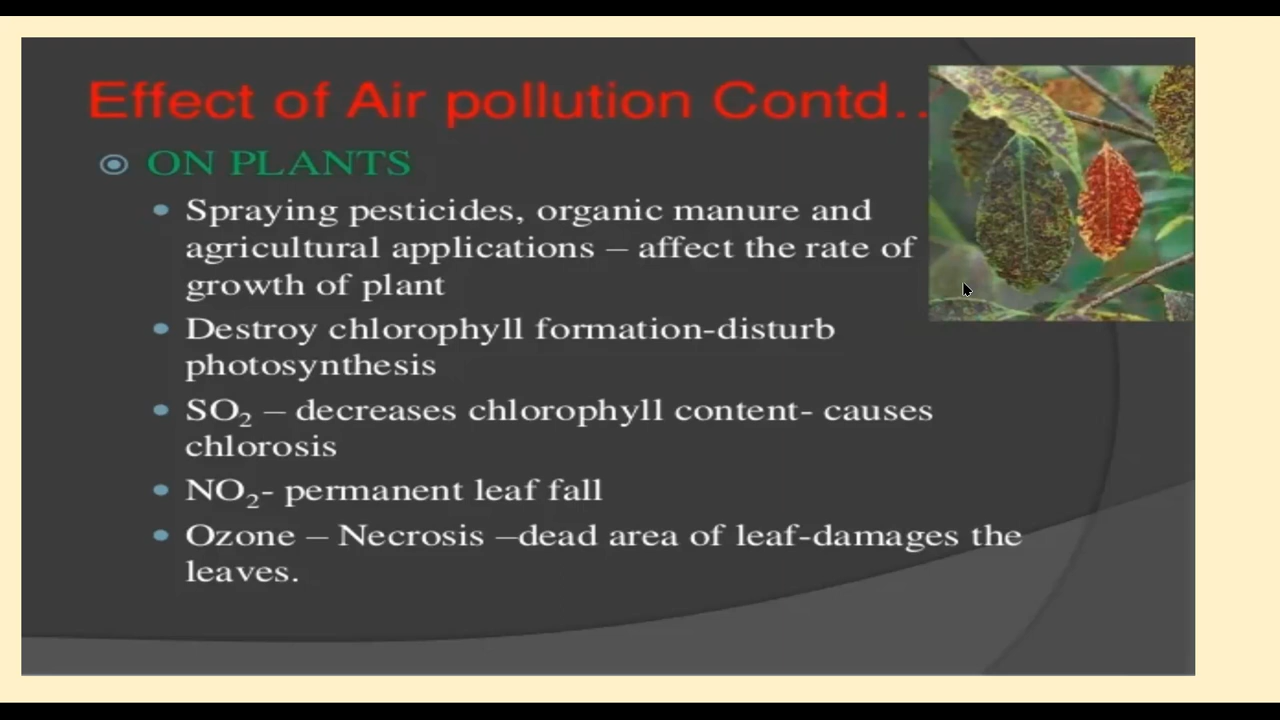 Effect of Air pollution Contd..
ON PLANTS
Spraying pesticides, organic manure and
agricultural applications – affect the rate of
growth of plant
Destroy chlorophyll formation-disturb
photosynthesis
SO₂ – decreases chlorophyll content- causes
chlorosis
NO₂- permanent leaf fall
Ozone – Necrosis –dead area of leaf-damages the
leaves.